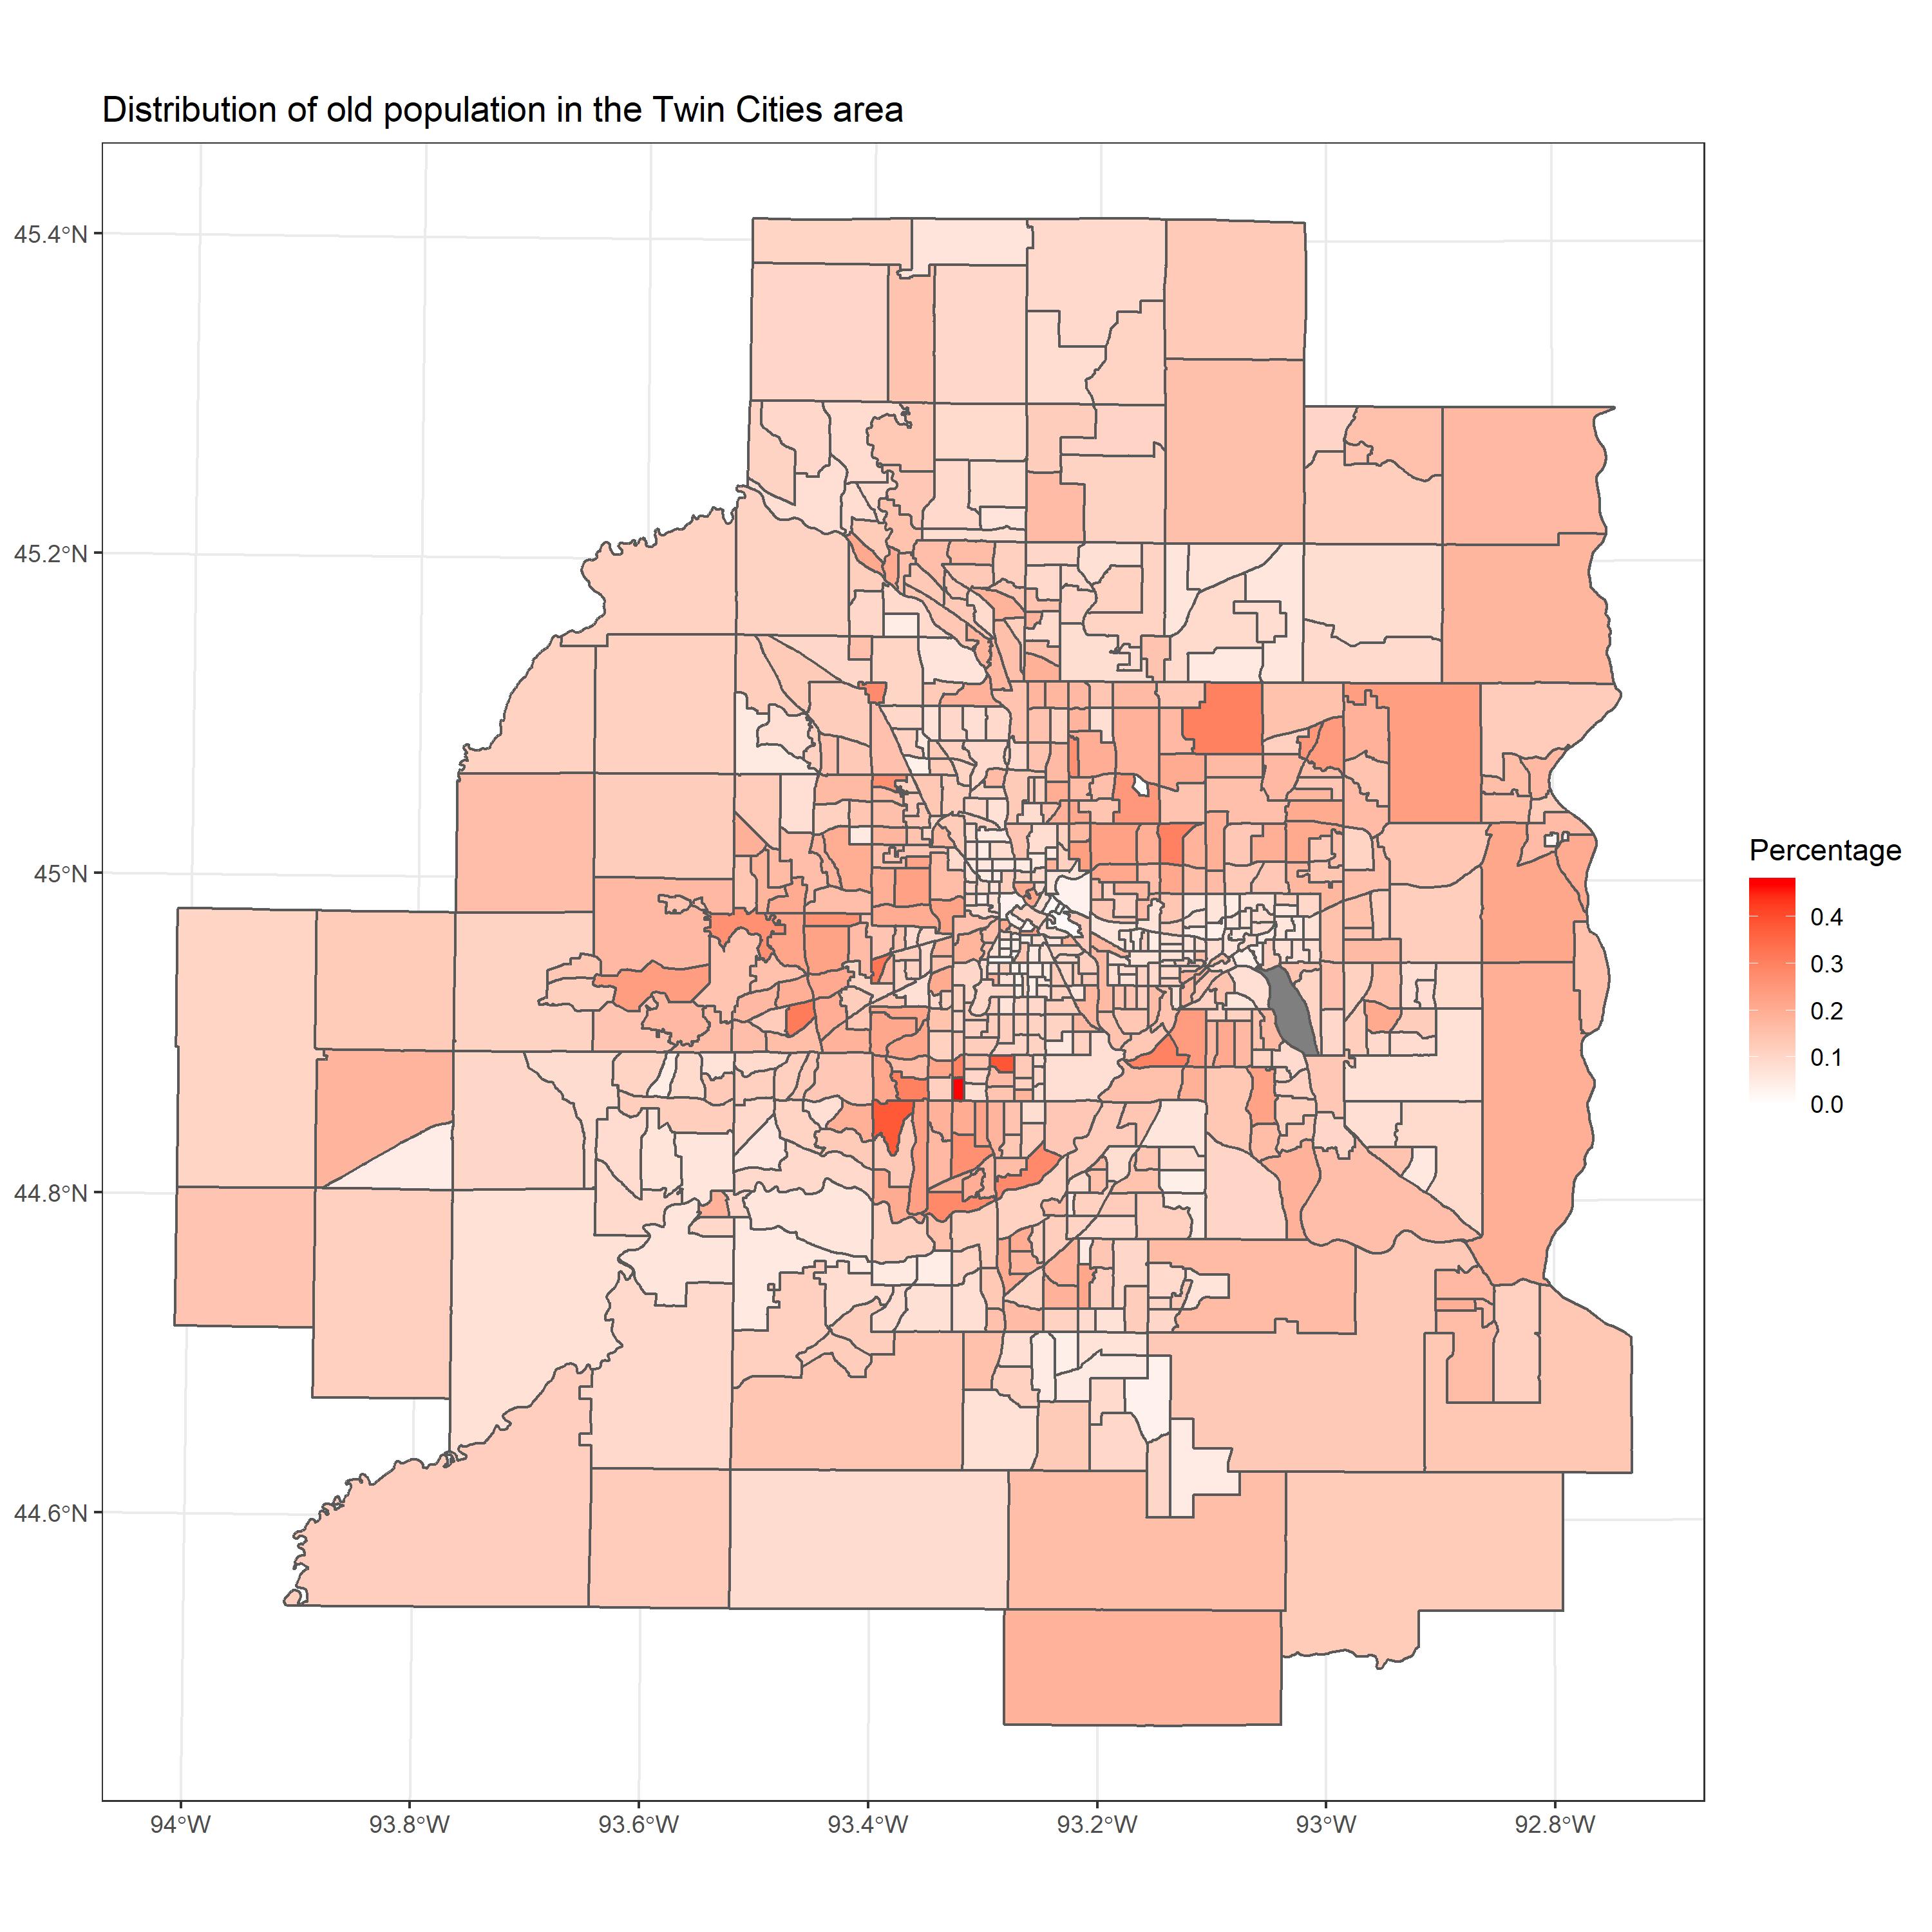 Distribution of old population in the Twin Cities area
45.4°N
45.2°N
45°N
44.8°N
44.6°N
94°W
93.8°W
93.6°W
93.4°W
93.2°W
93°W
92.8°W
Percentage
0.4
0.3
0.2
0.1
0.0